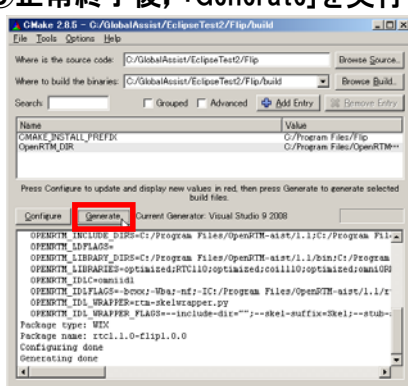 ③正常終了後，「Generate」を実行
CMake 2.8.5 - C:/GlobalAssist/EclipseTest2/Flip/build
File Tools Options Help
Where is the source code: C:/GlobalAssist/EclipseTest2/Flip Browse Source...
Where to build the binaries: C:/GlobalAssist/EclipseTest2/Flip/build Browse Build...
Search: Grouped Advanced Add Entry Remove Entry
Name Value
CMAKE_INSTALL_PREFIX C:/Program Files/Flip
OpenRTM_DIR C:/Program Files/OpenRTM...
Press Configure to update and display new values in red, then press Generate to generate selected
build files.
Configure Generate Current Generator: Visual Studio 9 2008
OPENRTM_INCLUDE_DIRS=C:/Program Files/OpenRTM-aist/1.1;C:/Program Fil
OPENRTM_LDFLAGS=
OPENRTM_LIBRARY_DIRS=C:/Program Files/OpenRTM-aist/1.1/bin;C:/Program
OPENRTM_LIBRARIES=optimized;RTC110;optimized;coil110;optimized;omniOR
OPENRTM_IDLC=omniidl
OPENRTM_IDLFLAGS=-bcxx;-Wba;-nf;-IC:/Program Files/OpenRTM-aist/1.1/r
OPENRTM_IDL_WRAPPER=rtm-skelwrapper.py
OPENRTM_IDL_WRAPPER_FLAGS=--include-dir="";--skel-suffix=Skel;--stub-
Package type: WIX
Package name: rtc1.1.0-flip1.0.0
Configuring done
Generating done